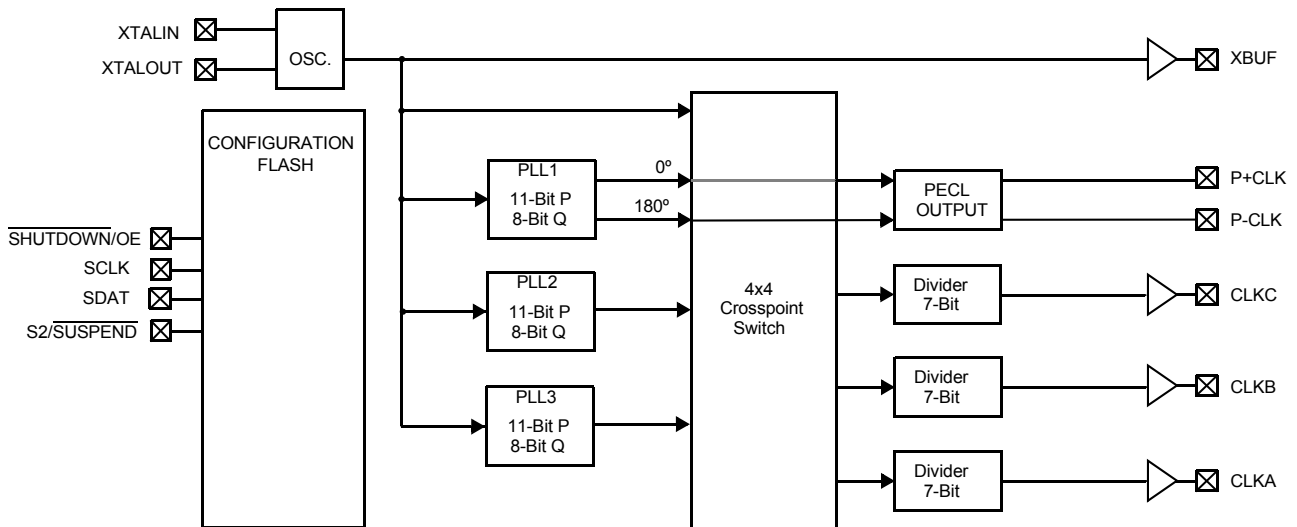 XTALIN
XTALOUT
OSC.
XBUF
CONFIGURATION
FLASH
SHUTDOWN/OE
SCLK
SDAT
S2/SUSPEND
PLL1
11-Bit P
8-Bit Q
0º
180º
PLL2
11-Bit P
8-Bit Q
PLL3
11-Bit P
8-Bit Q
4x4
Crosspoint
Switch
PECL
OUTPUT
P+CLK
P-CLK
Divider
7-Bit
CLKC
Divider
7-Bit
CLKB
Divider
7-Bit
CLKA